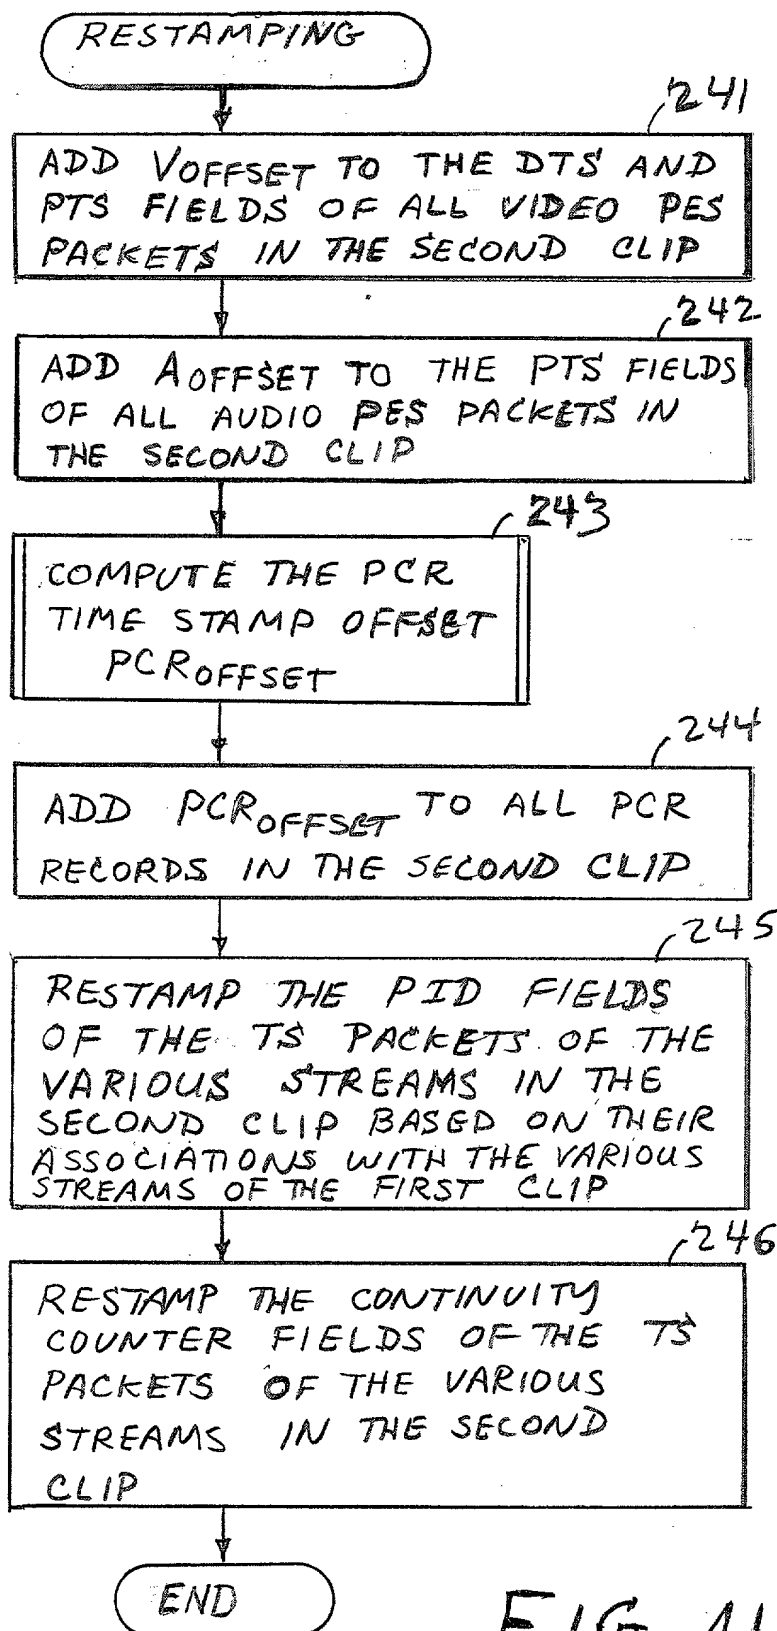 RESTAMPING
241
ADD VOFFSET TO THE DTS AND
PTS FIELDS OF ALL VIDEO PES
PACKETS IN THE SECOND CLIP
242
ADD AOFFSET TO THE PTS FIELDS
OF ALL AUDIO PES PACKETS IN
THE SECOND CLIP
243
COMPUTE THE PCR
TIME STAMP OFFSET
PCROFFSET
244
ADD PCROFFSET TO ALL PCR
RECORDS IN THE SECOND CLIP
245
RESTAMP THE PID FIELDS
OF THE TS PACKETS OF THE
VARIOUS STREAMS IN THE
SECOND CLIP BASED ON THEIR
ASSOCIATIONS WITH THE VARIOUS
STREAMS OF THE FIRST CLIP
246
RESTAMP THE CONTINUITY
COUNTER FIELDS OF THE TS
PACKETS OF THE VARIOUS
STREAMS IN THE SECOND
CLIP
END
FIG.